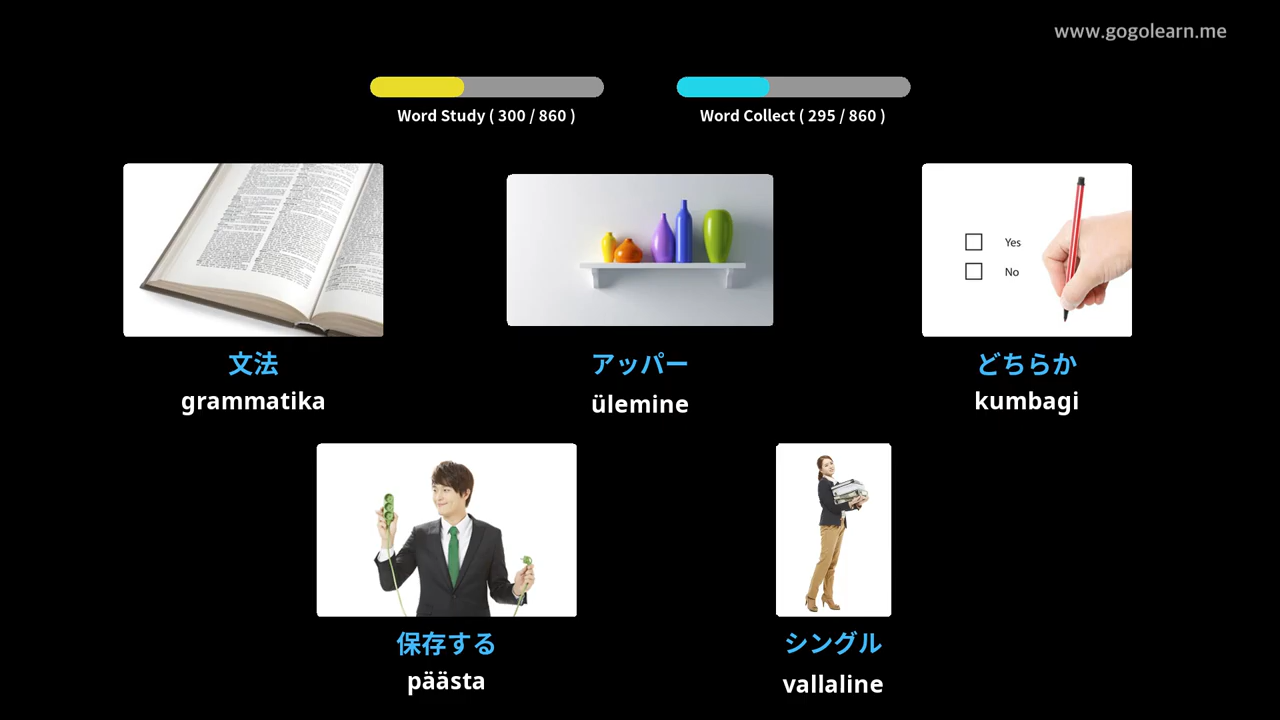 www.gogolearn.me
Word Study ( 300 / 860 )
Word Collect ( 295 / 860 )
Yes
No
文法
grammatika
アッパー
ülemine
どちらか
kumbagi
保存する
päästa
シングル
vallaline